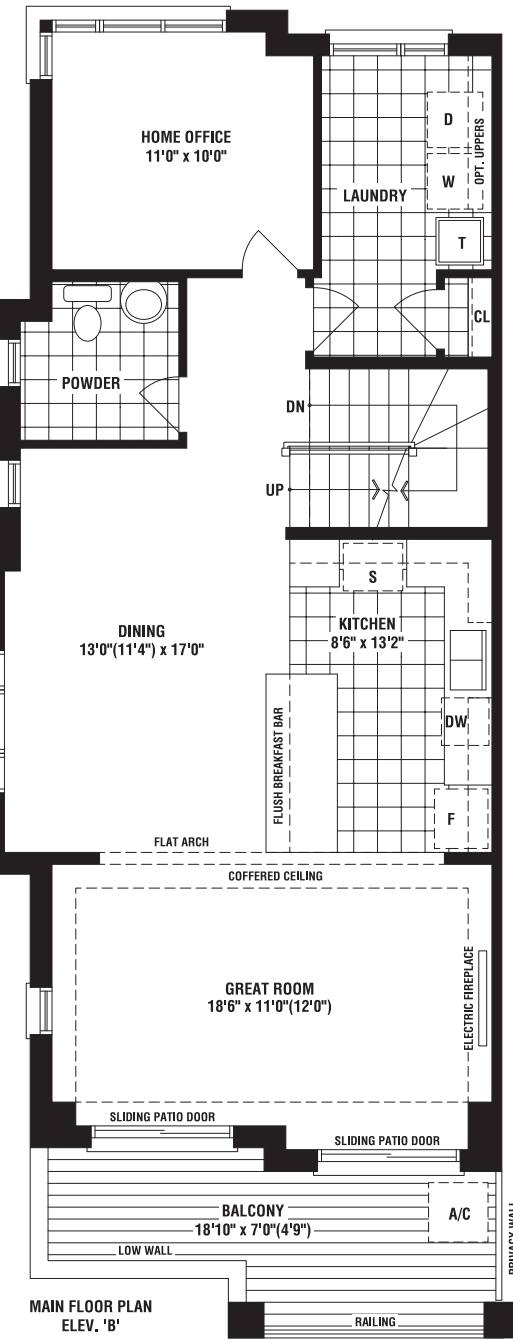 HOME OFFICE
11'0" x 10'0"
D
W
OPT. UPPERS
LAUNDRY
T
CL
POWDER
DN
UP
S
KITCHEN
8'6" x 13'2"
DINING
13'0"(11'4") x 17'0"
DW
FLUSH BREAKFAST BAR
F
FLAT ARCH
COFFERED CEILING
GREAT ROOM
18'6" x 11'0"(12'0")
ELECTRIC FIREPLACE
SLIDING PATIO DOOR
SLIDING PATIO DOOR
BALCONY
18'10" x 7'0"(4'9")
A/C
LOW WALL
PRIVACY WALL
MAIN FLOOR PLAN
ELEV. 'B'
RAILING